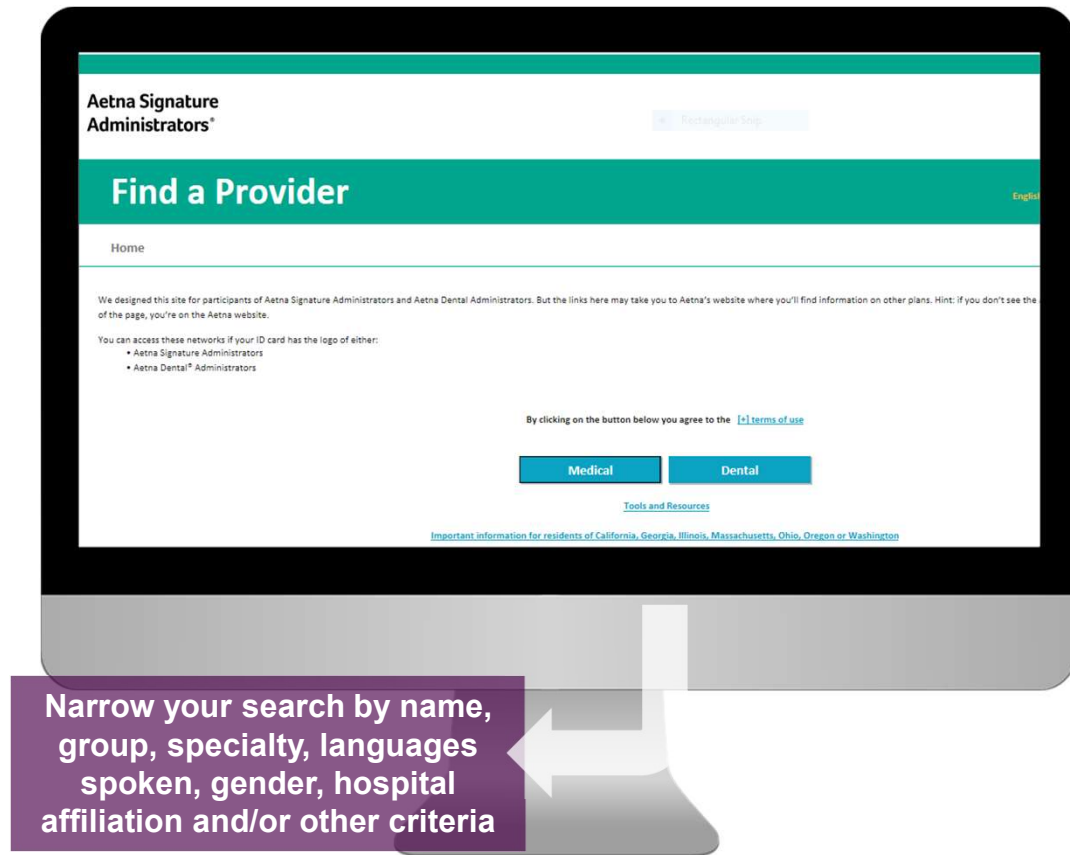 Aetna Signature
Administrators®
Rectangular Snip
Find a Provider
English
Home
We designed this site for participants of Aetna Signature Administrators and Aetna Dental Administrators. But the links here may take you to Aetna's website where you'll find information on other plans. Hint: if you don't see the
of the page, you're on the Aetna website.
You can access these networks if your ID card has the logo of either:
• Aetna Signature Administrators
• Aetna Dental® Administrators
By clicking on the button below you agree to the [+] terms of use
Medical Dental
Tools and Resources
Important information for residents of California, Georgia, Illinois, Massachusetts, Ohio, Oregon or Washington
Narrow your search by name,
group, specialty, languages
spoken, gender, hospital
affiliation and/or other criteria